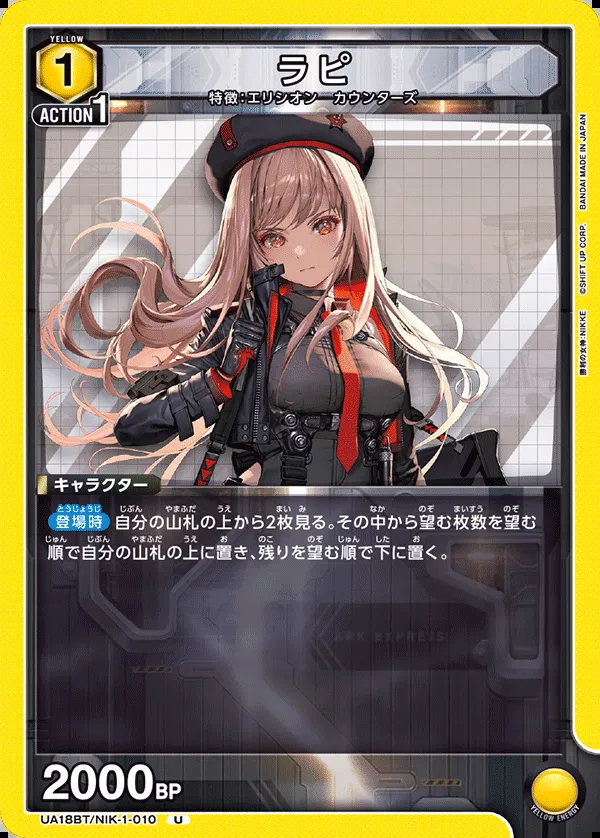 YELLOW
1
ACTION 1
ラピ
特徴:エリシオン カウンターズ
勝利の女神:NIKKE ©SHIFT UP CORP. BANDAI MADE IN JAPAN
キャラクター
登場時 自分の山札の上から2枚見る。その中から望む枚数を望む
順で自分の山札の上に置き、残りを望む順で下に置く。
ARK EXPRESS
2000BP
UA18BT/NIK-1-010 U
YELLOW ENERGY